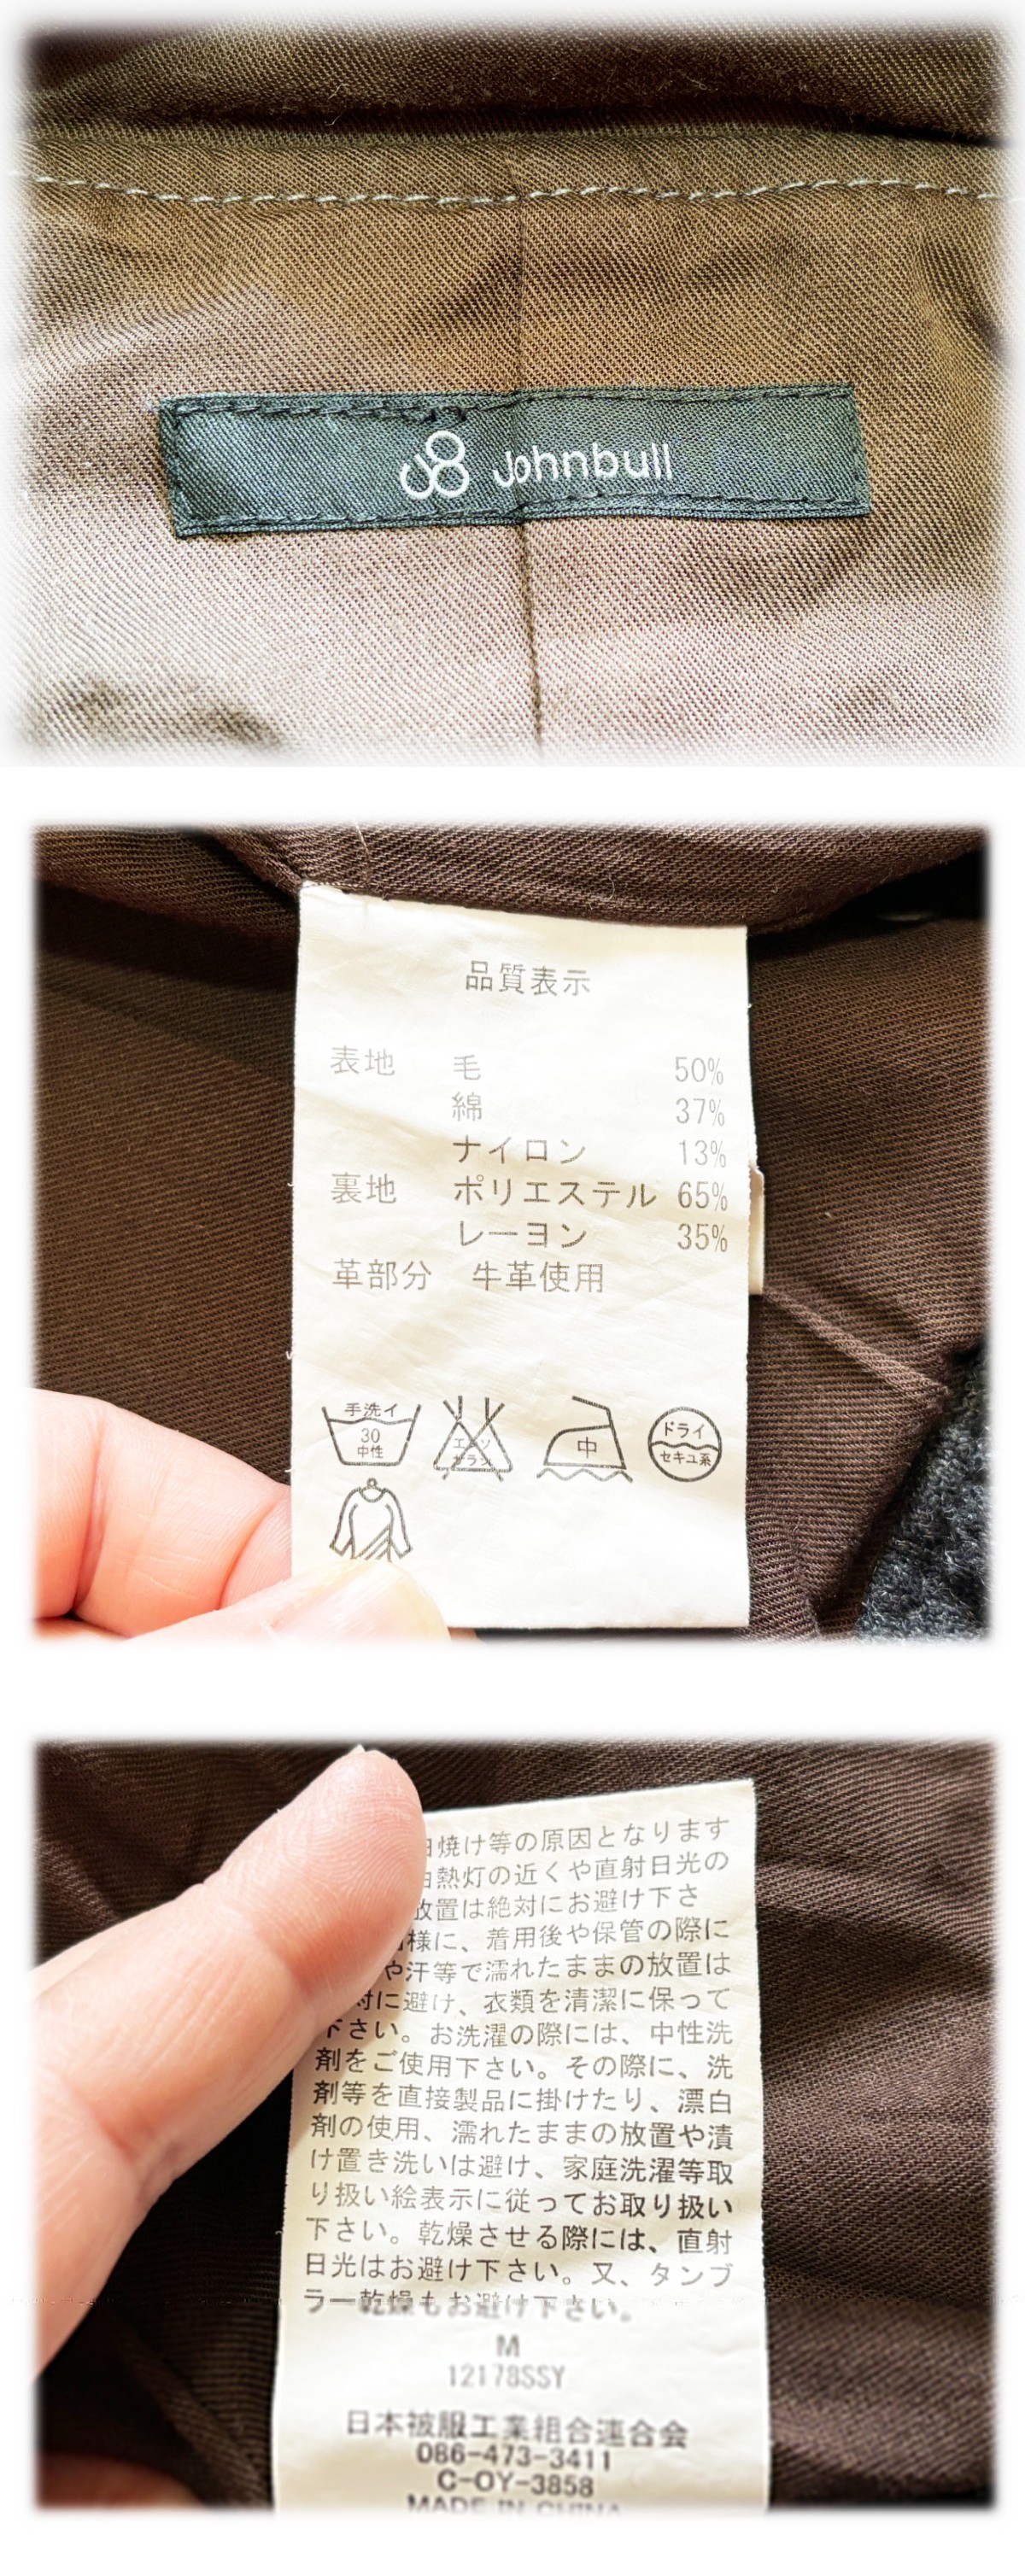 Johnbull
品質表示
表地 毛 50%
綿 37%
ナイロン 13%
裏地 ポリエステル 65%
レーヨン 35%
革部分 牛革使用
手洗イ
30
中性
エンソ
サラシ
中
ドライ
セキユ系
焼け等の原因となります
熱灯の近くや直射日光の
放置は絶対にお避け下さ
様に、着用後や保管の際に
や汗等で濡れたままの放置は
対に避け、衣類を清潔に保って
下さい。お洗濯の際には、中性洗
剤をご使用下さい。その際に、洗
剤等を直接製品に掛けたり、漂白
剤の使用、濡れたままの放置や漬
け置き洗いは避け、家庭洗濯等取
り扱い絵表示に従ってお取り扱い
下さい。乾燥させる際には、直射
日光はお避け下さい。又、タンブ
ラー乾燥もお避け下さい。
M
12178SSY
日本被服工業組合連合会
086-473-3411
C-OY-3858
MADE IN CHINA